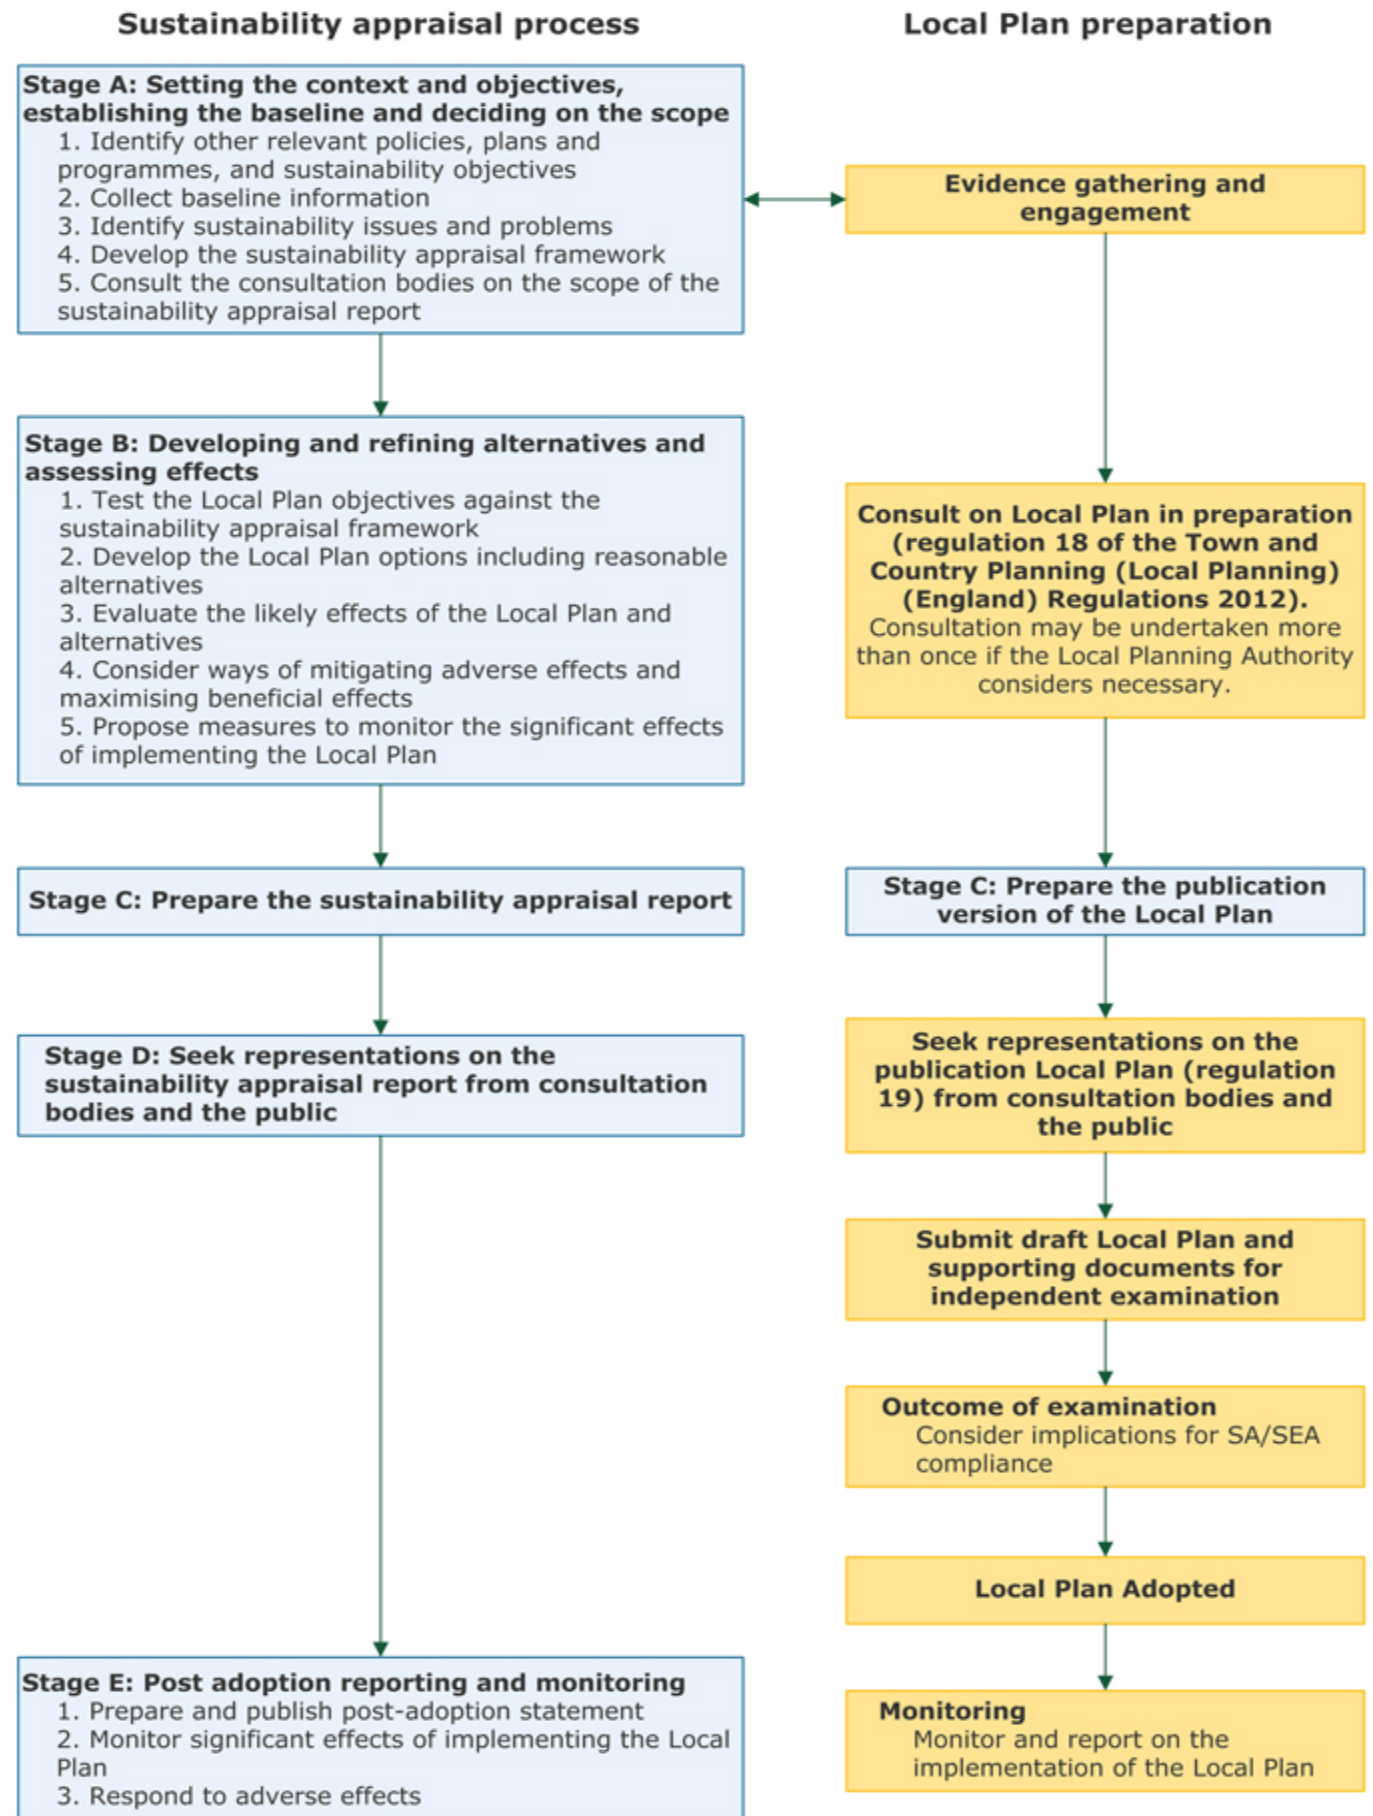 Sustainability appraisal process
Local Plan preparation
Stage A: Setting the context and objectives,
establishing the baseline and deciding on the scope
1. Identify other relevant policies, plans and
programmes, and sustainability objectives
2. Collect baseline information
3. Identify sustainability issues and problems
4. Develop the sustainability appraisal framework
5. Consult the consultation bodies on the scope of the
sustainability appraisal report
Evidence gathering and
engagement
Stage B: Developing and refining alternatives and
assessing effects
1. Test the Local Plan objectives against the
sustainability appraisal framework
2. Develop the Local Plan options including reasonable
alternatives
3. Evaluate the likely effects of the Local Plan and
alternatives
4. Consider ways of mitigating adverse effects and
maximising beneficial effects
5. Propose measures to monitor the significant effects
of implementing the Local Plan
Consult on Local Plan in preparation
(regulation 18 of the Town and
Country Planning (Local Planning)
(England) Regulations 2012).
Consultation may be undertaken more
than once if the Local Planning Authority
considers necessary.
Stage C: Prepare the sustainability appraisal report
Stage C: Prepare the publication
version of the Local Plan
Stage D: Seek representations on the
sustainability appraisal report from consultation
bodies and the public
Seek representations on the
publication Local Plan (regulation
19) from consultation bodies and
the public
Submit draft Local Plan and
supporting documents for
independent examination
Outcome of examination
Consider implications for SA/SEA
compliance
Local Plan Adopted
Stage E: Post adoption reporting and monitoring
1. Prepare and publish post-adoption statement
2. Monitor significant effects of implementing the Local
Plan
3. Respond to adverse effects
Monitoring
Monitor and report on the
implementation of the Local Plan